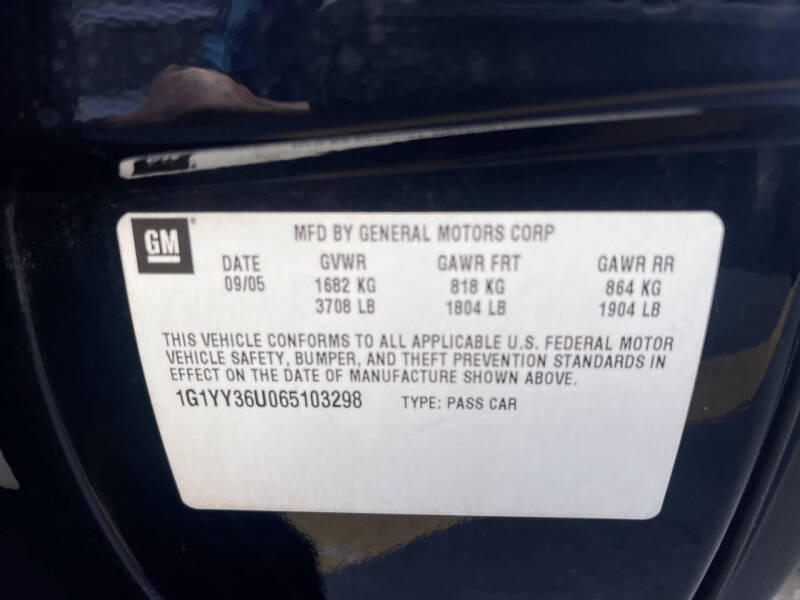 GM
MFD BY GENERAL MOTORS CORP
DATE GVWR GAWR FRT GAWR RR
09/05 1682 KG 818 KG 864 KG
3708 LB 1804 LB 1904 LB
THIS VEHICLE CONFORMS TO ALL APPLICABLE U.S. FEDERAL MOTOR
VEHICLE SAFETY, BUMPER, AND THEFT PREVENTION STANDARDS IN
EFFECT ON THE DATE OF MANUFACTURE SHOWN ABOVE.
1G1YY36U065103298 TYPE: PASS CAR